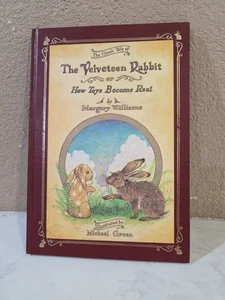 The Classic Tale of
The Velveteen Rabbit
or
How Toys Become Real
by
Margery Williams
Illustrated by
Michael Green